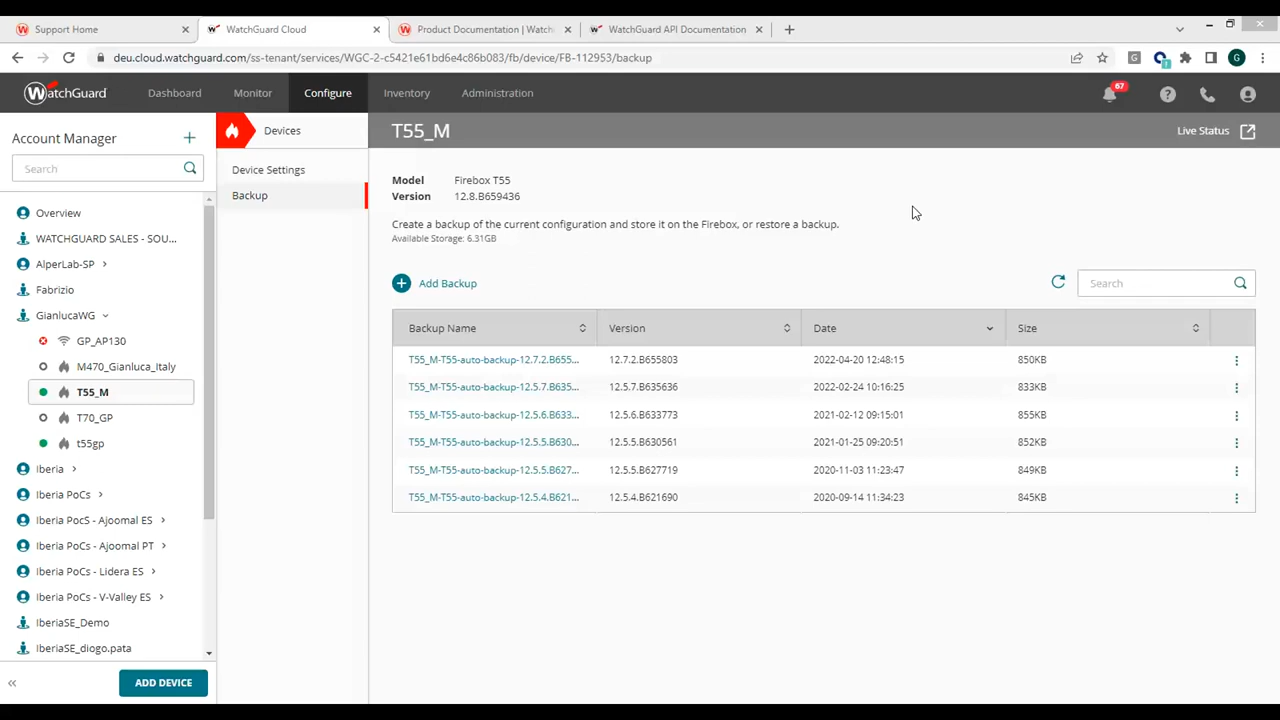 Support Home
WatchGuard Cloud
Product Documentation | Watch
WatchGuard API Documentation
deu.cloud.watchguard.com/ss-tenant/services/WGC-2-c5421e61bd6e4c86b083/fb/device/FB-112953/backup
G
G
1
WatchGuard
Dashboard
Monitor
Configure
Inventory
Administration
67
Account Manager
Devices
T55_M
Live Status
Search
Device Settings
Backup
Model Firebox T55
Version 12.8.B659436
Create a backup of the current configuration and store it on the Firebox, or restore a backup.
Available Storage: 6.31GB
Overview
WATCHGUARD SALES - SOU...
AlperLab-SP
Fabrizio
GianlucaWG
GP_AP130
M470_Gianluca_Italy
T55_M
T70_GP
t55gp
Iberia
Iberia PoCs
Iberia PocS - Ajoomal ES
Iberia PoCs - Ajoomal PT
Iberia PoCs - Lidera ES
Iberia PoCs - V-Valley ES
IberiaSE_Demo
IberiaSE_diogo.pata
ADD DEVICE
Add Backup
Search
Backup Name Version Date Size
T55_M-T55-auto-backup-12.7.2.B655... 12.7.2.B655803 2022-04-20 12:48:15 850KB
T55_M-T55-auto-backup-12.5.7.B635... 12.5.7.B635636 2022-02-24 10:16:25 833KB
T55_M-T55-auto-backup-12.5.6.B633... 12.5.6.B633773 2021-02-12 09:15:01 855KB
T55_M-T55-auto-backup-12.5.5.B630... 12.5.5.B630561 2021-01-25 09:20:51 852KB
T55_M-T55-auto-backup-12.5.5.B627... 12.5.5.B627719 2020-11-03 11:23:47 849KB
T55_M-T55-auto-backup-12.5.4.B621... 12.5.4.B621690 2020-09-14 11:34:23 845KB